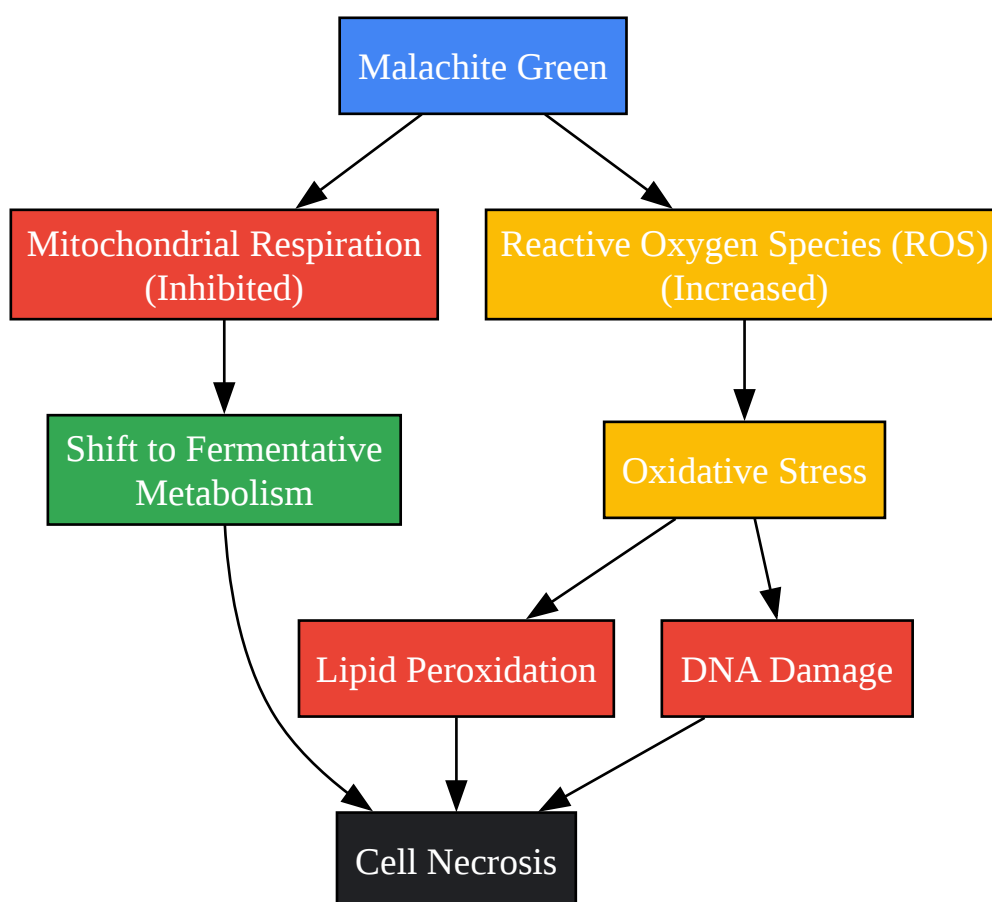 Malachite Green
Mitochondrial Respiration
(Inhibited)
Reactive Oxygen Species (ROS)
(Increased)
Shift to Fermentative
Metabolism
Oxidative Stress
Lipid Peroxidation
DNA Damage
Cell Necrosis